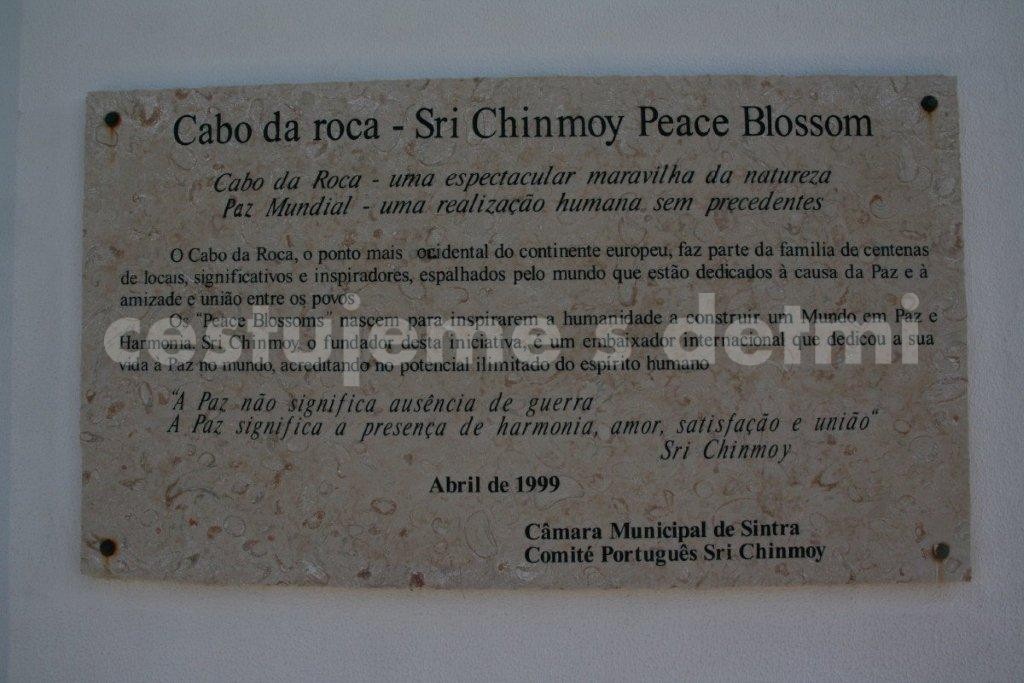 Cabo da roca - Sri Chinmoy Peace Blossom
Cabo da Roca - uma espectacular maravilha da natureza
Paz Mundial - uma realização humana sem precedentes
O Cabo da Roca, o ponto mais ocidental do continente europeu, faz parte da familia de centenas
de locais, significativos e inspiradores, espalhados pelo mundo que estão dedicados à causa da Paz e à
amizade e união entre os povos
Os "Peace Blossoms" nascem para inspirarem a humanidade a construir um Mundo em Paz e
Harmonia. Sri Chinmoy, o fundador desta iniciativa, é um embaixador internacional que dedicou a sua
vida à Paz no mundo, acreditando no potencial ilimitado do espírito humano
cestujeme s detmi
"A Paz não significa ausência de guerra
A Paz significa a presença de harmonia, amor, satisfação e união"
Sri Chinmoy
Abril de 1999
Câmara Municipal de Sintra
Comité Português Sri Chinmoy